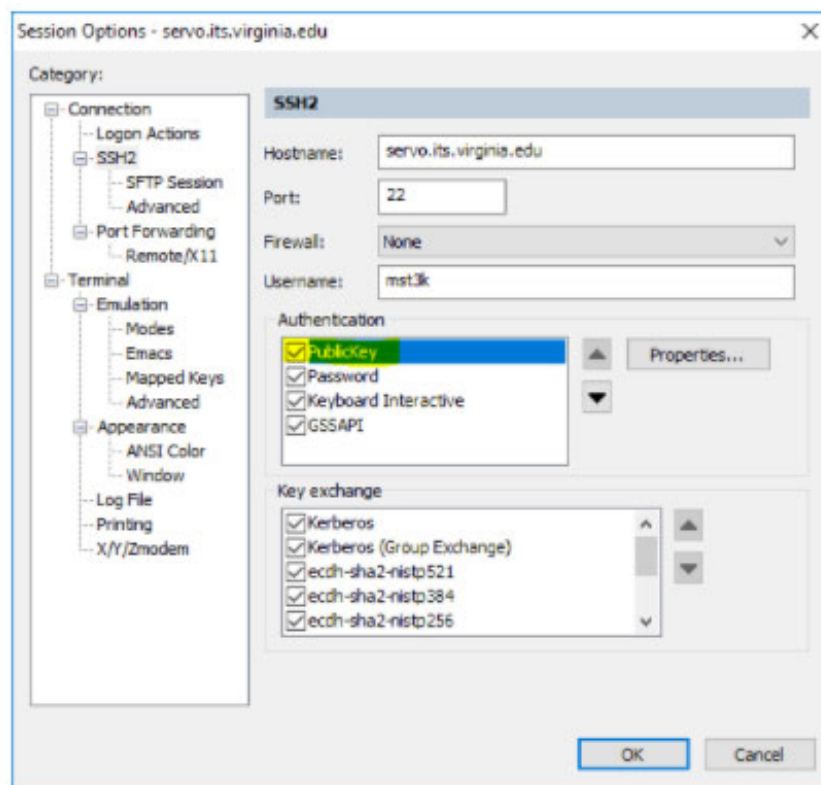 Session Options - servo.its.virginia.edu
Category:
Connection
Logon Actions
SSH2
SFTP Session
Advanced
Port Forwarding
Remote/X11
Terminal
Emulation
Modes
Emacs
Mapped Keys
Advanced
Appearance
ANSI Color
Window
Log File
Printing
X/Y/Zmodem
SSH2
Hostname: servo.its.virginia.edu
Port: 22
Firewall: None
Username: mst3k
Authentication
PublicKey
Properties...
Password
Keyboard Interactive
GSSAPI
Key exchange
Kerberos
Kerberos (Group Exchange)
ecdh-sha2-nistp521
ecdh-sha2-nistp384
ecdh-sha2-nistp256
OK Cancel